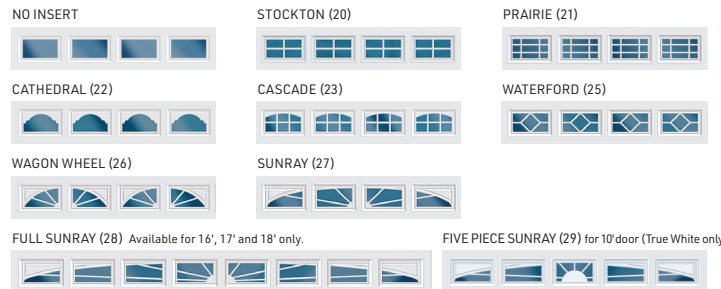 NO INSERT
STOCKTON (20)
PRAIRIE (21)
CATHEDRAL (22)
CASCADE (23)
WATERFORD (25)
WAGON WHEEL (26)
SUNRAY (27)
FULL SUNRAY (28) Available for 16', 17' and 18' only.
FIVE PIECE SUNRAY (29) for 10' door (True White only